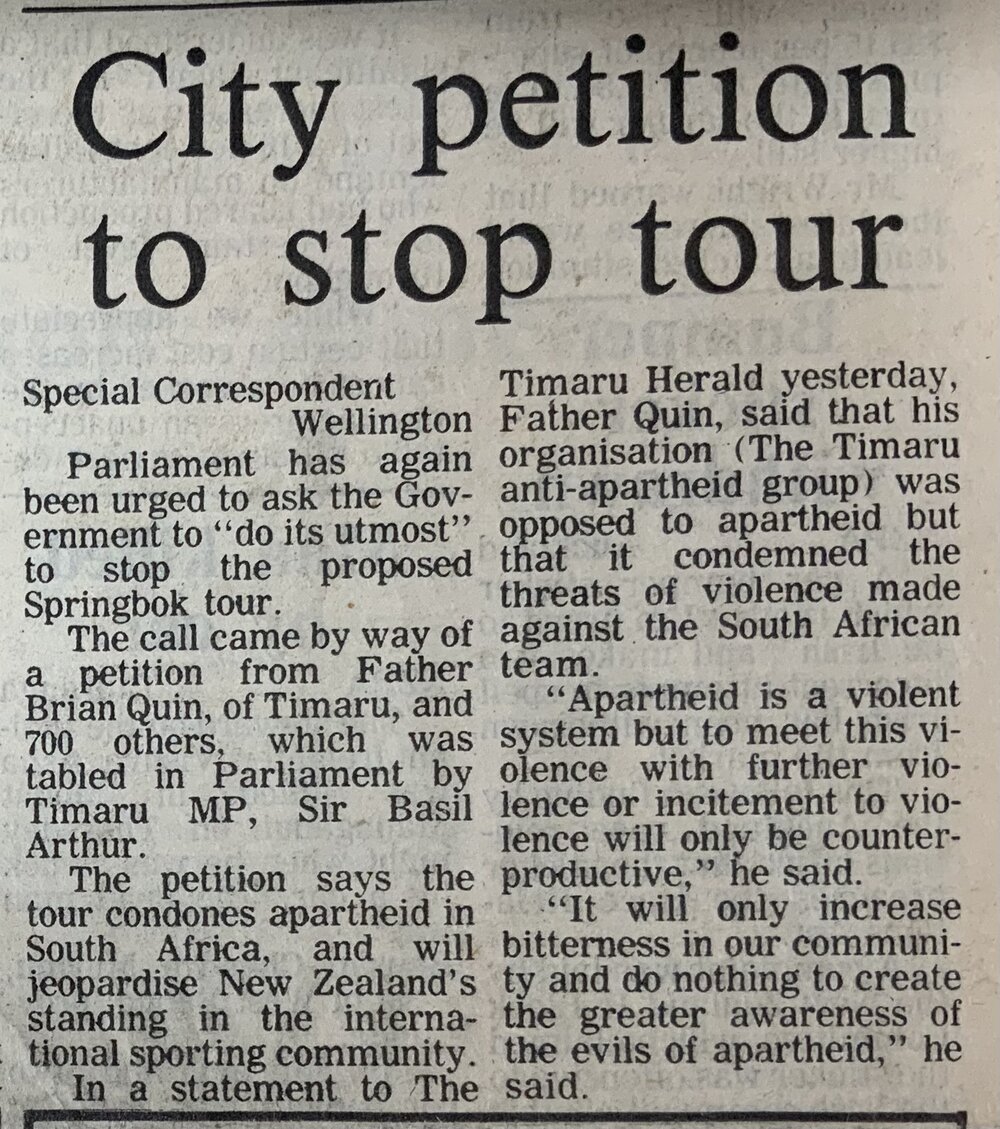 City petition
to stop tour
Special Correspondent
Wellington
Parliament has again
been urged to ask the Gov-
ernment to “do its utmost”
to stop the proposed
Springbok tour.
The call came by way of
a petition from Father
Brian Quin, of Timaru, and
700 others, which was
tabled in Parliament by
Timaru MP, Sir Basil
Arthur.
The petition says the
tour condones apartheid in
South Africa, and will
jeopardise New Zealand’s
standing in the interna-
tional sporting community.
In a statement to The
Timaru Herald yesterday,
Father Quin, said that his
organisation (The Timaru
anti-apartheid group) was
opposed to apartheid but
that it condemned the
threats of violence made
against the South African
team.
“Apartheid is a violent
system but to meet this vi-
olence with further vio-
lence or incitement to vio-
lence will only be counter-
productive,” he said.
“It will only increase
bitterness in our communi-
ty and do nothing to create
the greater awareness of
the evils of apartheid,” he
said.